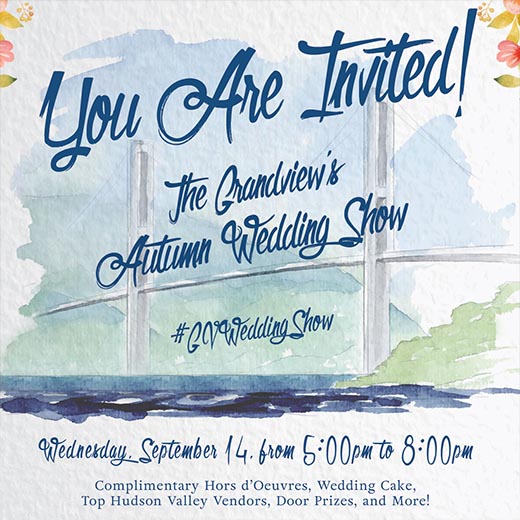 You Are Invited!
The Grandview's
Autumn Wedding Show
#GVWeddingShow
Wednesday, September 14, from 5:00pm to 8:00pm
Complimentary Hors d'Oeuvres, Wedding Cake,
Top Hudson Valley Vendors, Door Prizes, and More!